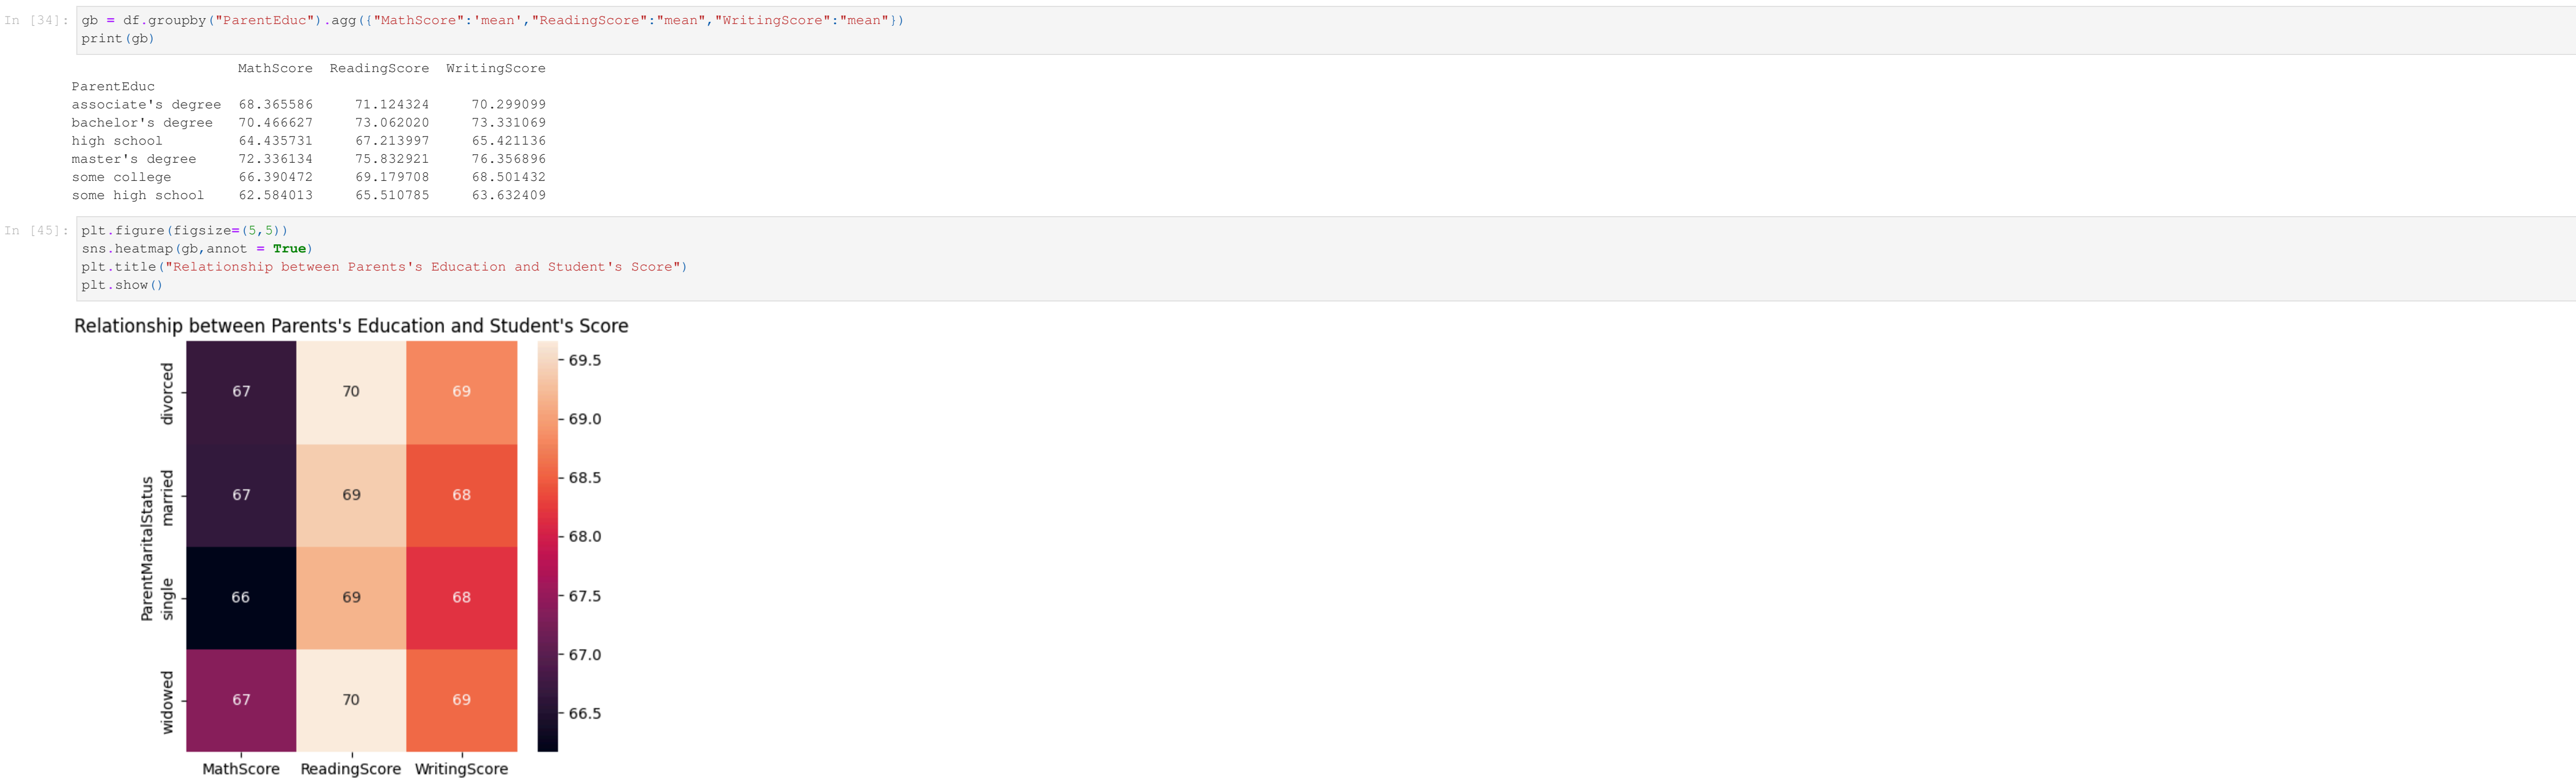 In [34]: gb = df.groupby("ParentEduc").agg({"MathScore":'mean',"ReadingScore":"mean","WritingScore":"mean"})
print(gb)
MathScore ReadingScore WritingScore
ParentEduc
associate's degree 68.365586 71.124324 70.299099
bachelor's degree 70.466627 73.062020 73.331069
high school 64.435731 67.213997 65.421136
master's degree 72.336134 75.832921 76.356896
some college 66.390472 69.179708 68.501432
some high school 62.584013 65.510785 63.632409
In [45]: plt.figure(figsize=(5,5))
sns.heatmap(gb,annot = True)
plt.title("Relationship between Parents's Education and Student's Score")
plt.show()
Relationship between Parents's Education and Student's Score
ParentMaritalStatus
divorced 67 70 69
married 67 69 68
single 66 69 68
widowed 67 70 69
MathScore ReadingScore WritingScore
69.5
69.0
68.5
68.0
67.5
67.0
66.5